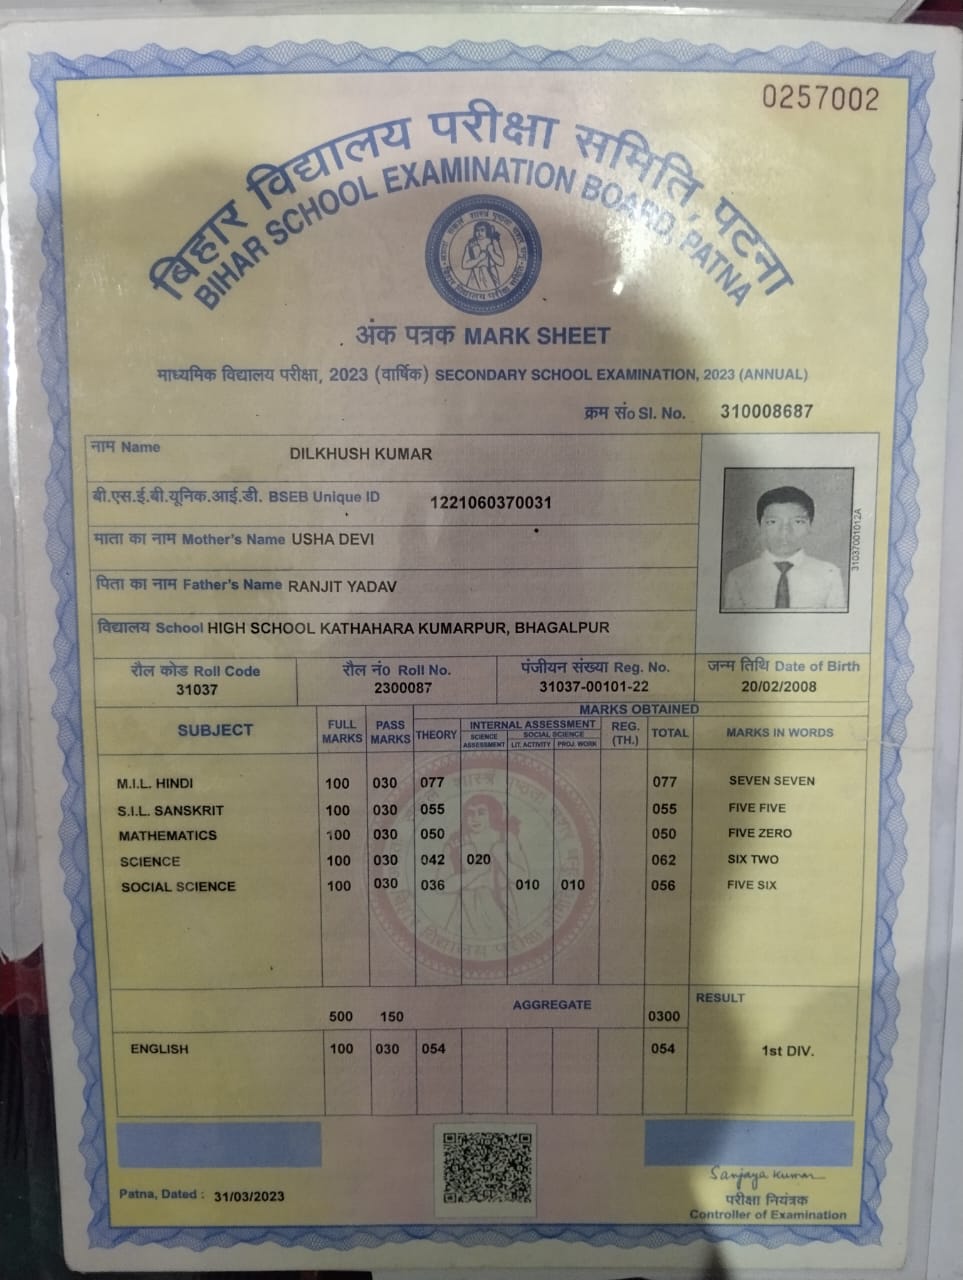 0257002
बिहार विद्यालय परीक्षा समिति, पटना
BIHAR SCHOOL EXAMINATION BOARD, PATNA
अंक पत्रक MARK SHEET
माध्यमिक विद्यालय परीक्षा, 2023 (वार्षिक) SECONDARY SCHOOL EXAMINATION, 2023 (ANNUAL)
क्रम सं० Sl. No. 310008687
नाम Name DILKHUSH KUMAR
बी.एस.ई.बी.यूनिक.आई.डी. BSEB Unique ID 1221060370031
माता का नाम Mother's Name USHA DEVI
पिता का नाम Father's Name RANJIT YADAV
विद्यालय School HIGH SCHOOL KATHAHARA KUMARPUR, BHAGALPUR
31037001012A
रौल कोड Roll Code रौल नं० Roll No. पंजीयन संख्या Reg. No. जन्म तिथि Date of Birth
31037 2300087 31037-00101-22 20/02/2008
MARKS OBTAINED
SUBJECT FULL MARKS PASS MARKS THEORY INTERNAL ASSESSMENT REG. (TH.) TOTAL MARKS IN WORDS
SCIENCE ASSESSMENT SOCIAL SCIENCE
LIT. ACTIVITY PROJ. WORK
M.I.L. HINDI 100 030 077 077 SEVEN SEVEN
S.I.L. SANSKRIT 100 030 055 055 FIVE FIVE
MATHEMATICS 100 030 050 050 FIVE ZERO
SCIENCE 100 030 042 020 062 SIX TWO
SOCIAL SCIENCE 100 030 036 010 010 056 FIVE SIX
500 150 AGGREGATE 0300 RESULT
ENGLISH 100 030 054 054 1st DIV.
Patna, Dated : 31/03/2023
Sanjaya Kumar
परीक्षा नियंत्रक
Controller of Examination